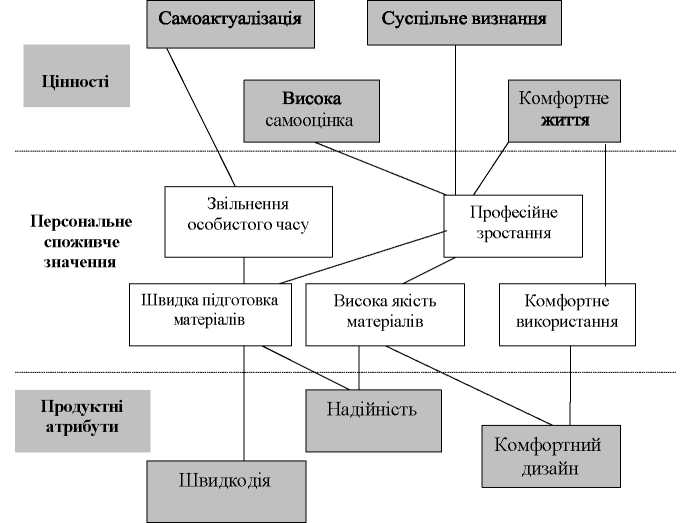 Самоактуалізація
Суспільне визнання
Цінності
Висока
самооцінка
Комфортне
життя
Персональне
споживче
значення
Звільнення
особистого часу
Професійне
зростання
Швидка підготовка
матеріалів
Висока якість
матеріалів
Комфортне
використання
Продуктні
атрибути
Надійність
Комфортний
дизайн
Швидкодія